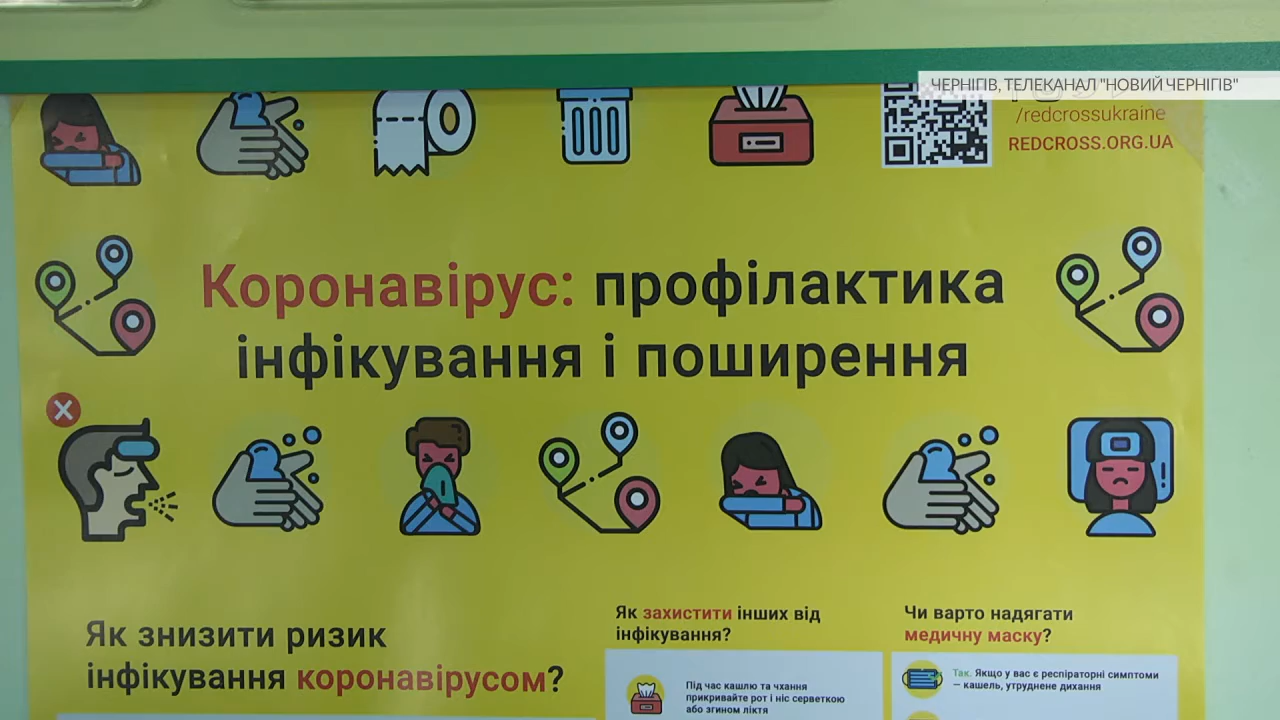 ЧЕРНІГІВ, ТЕЛЕКАНАЛ "НОВИЙ ЧЕРНІГІВ"
/redcrossukraine
REDCROSS.ORG.UA
Коронавірус: профілактика
інфікування і поширення
Як знизити ризик
інфікування коронавірусом?
Як захистити інших від
інфікування?
Під час кашлю та чхання
прикривайте рот і ніс серветкою
або згином ліктя
Чи варто надягати
медичну маску?
Так. Якщо у вас є респіраторні симптоми
– кашель, утруднене дихання